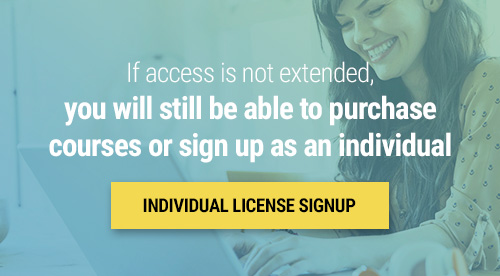 If access is not extended,
you will still be able to purchase
courses or sign up as an individual
INDIVIDUAL LICENSE SIGNUP